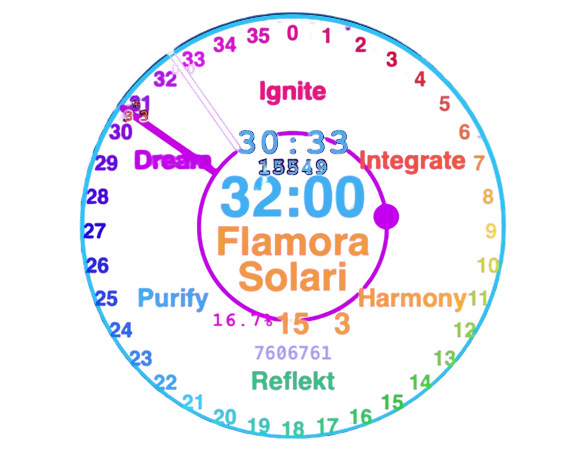 0 1 2 3 4 5 6 7 8 9 10 11 12 13 14 15 16 17 18 19 20 21 22 23 24 25 26 27 28 29 30 31 32 33 34 35
Ignite
30:33
15549
Dream
Integrate
32:00
Flamora
Solari
Purify
Harmony
16.7%
15 3
7606761
Reflekt